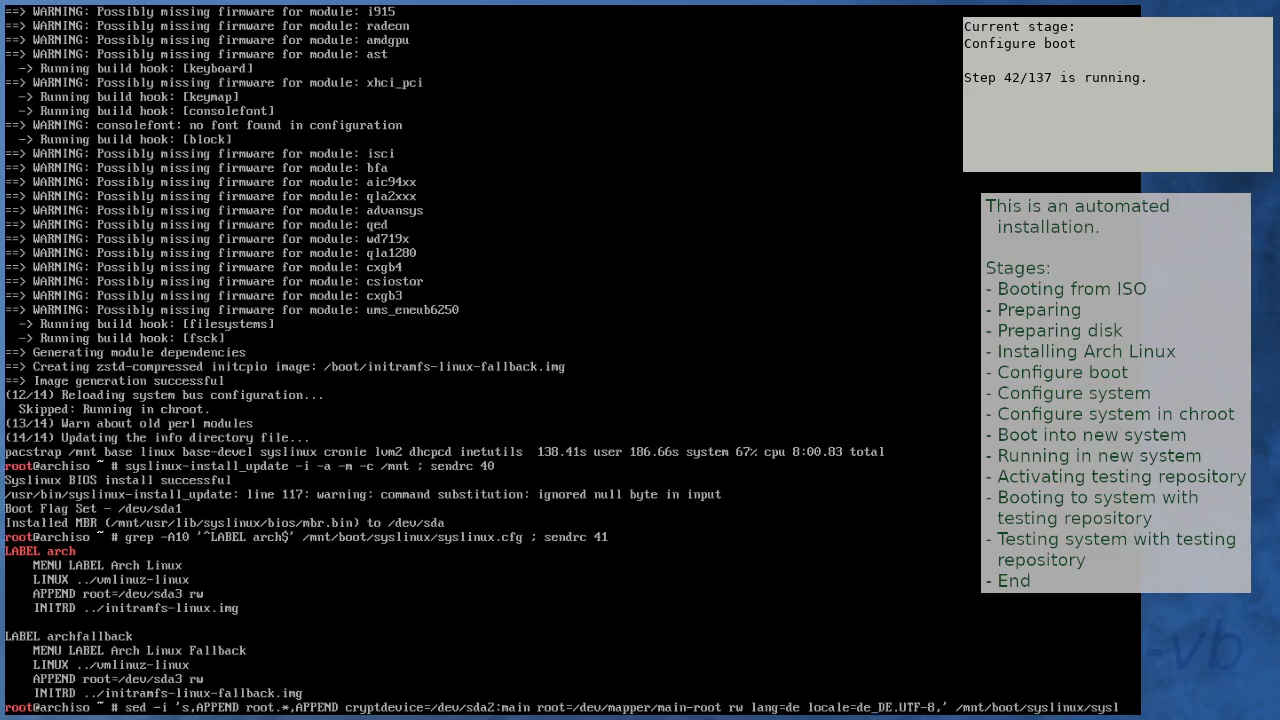 ==> WARNING: Possibly missing firmware for module: i915
==> WARNING: Possibly missing firmware for module: radeon
==> WARNING: Possibly missing firmware for module: amdgpu
==> WARNING: Possibly missing firmware for module: ast
  -> Running build hook: [keyboard]
==> WARNING: Possibly missing firmware for module: xhci_pci
  -> Running build hook: [keymap]
  -> Running build hook: [consolefont]
==> WARNING: consolefont: no font found in configuration
  -> Running build hook: [block]
==> WARNING: Possibly missing firmware for module: isci
==> WARNING: Possibly missing firmware for module: bfa
==> WARNING: Possibly missing firmware for module: aic94xx
==> WARNING: Possibly missing firmware for module: qla2xxx
==> WARNING: Possibly missing firmware for module: advansys
==> WARNING: Possibly missing firmware for module: qed
==> WARNING: Possibly missing firmware for module: wd719x
==> WARNING: Possibly missing firmware for module: qla1280
==> WARNING: Possibly missing firmware for module: cxgb4
==> WARNING: Possibly missing firmware for module: csiostor
==> WARNING: Possibly missing firmware for module: cxgb3
==> WARNING: Possibly missing firmware for module: ums_eneub6250
  -> Running build hook: [filesystems]
  -> Running build hook: [fsck]
==> Generating module dependencies
==> Creating zstd-compressed initcpio image: /boot/initramfs-linux-fallback.img
==> Image generation successful
(12/14) Reloading system bus configuration...
  Skipped: Running in chroot.
(13/14) Warn about old perl modules
(14/14) Updating the info directory file...
pacstrap /mnt base linux base-devel syslinux cronie lvm2 dhcpcd inetutils  138.41s user 186.66s system 67% cpu 8:00.83 total
root@archiso ~ # syslinux-install_update -i -a -m -c /mnt ; sendrc 40
Syslinux BIOS install successful
/usr/bin/syslinux-install_update: line 117: warning: command substitution: ignored null byte in input
Boot Flag Set - /dev/sda1
Installed MBR (/mnt/usr/lib/syslinux/bios/mbr.bin) to /dev/sda
root@archiso ~ # grep -A10 '^LABEL arch$' /mnt/boot/syslinux/syslinux.cfg ; sendrc 41
LABEL arch
    MENU LABEL Arch Linux
    LINUX ../vmlinuz-linux
    APPEND root=/dev/sda3 rw
    INITRD ../initramfs-linux.img

LABEL archfallback
    MENU LABEL Arch Linux Fallback
    LINUX ../vmlinuz-linux
    APPEND root=/dev/sda3 rw
    INITRD ../initramfs-linux-fallback.img
root@archiso ~ # sed -i 's,APPEND root.*,APPEND cryptdevice=/dev/sda2:main root=/dev/mapper/main-root rw lang=de locale=de_DE.UTF-8,' /mnt/boot/syslinux/sysl
Current stage:
Configure boot

Step 42/137 is running.
This is an automated
installation.

Stages:
- Booting from ISO
- Preparing
- Preparing disk
- Installing Arch Linux
- Configure boot
- Configure system
- Configure system in chroot
- Boot into new system
- Running in new system
- Activating testing repository
- Booting to system with
testing repository
- Testing system with testing
repository
- End
-vb